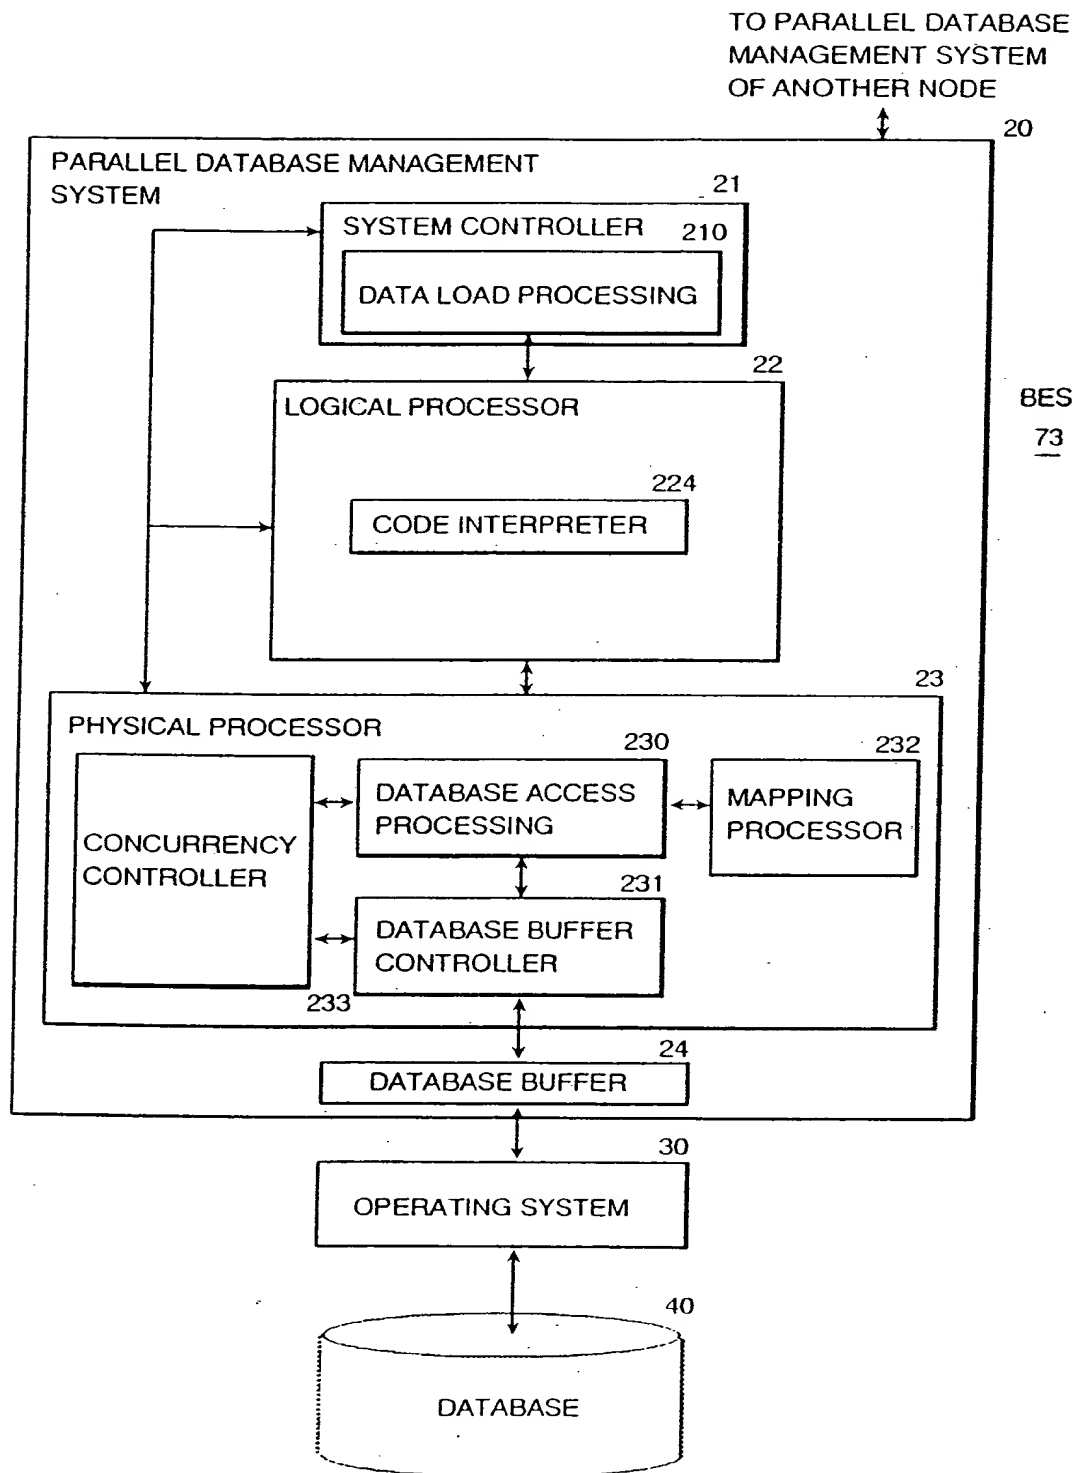 TO PARALLEL DATABASE
MANAGEMENT SYSTEM
OF ANOTHER NODE
20
PARALLEL DATABASE MANAGEMENT
SYSTEM
21
SYSTEM CONTROLLER
210
DATA LOAD PROCESSING
22
LOGICAL PROCESSOR
BES
73
224
CODE INTERPRETER
23
PHYSICAL PROCESSOR
230
232
DATABASE ACCESS
PROCESSING
MAPPING
PROCESSOR
CONCURRENCY
CONTROLLER
231
DATABASE BUFFER
CONTROLLER
233
24
DATABASE BUFFER
30
OPERATING SYSTEM
40
DATABASE